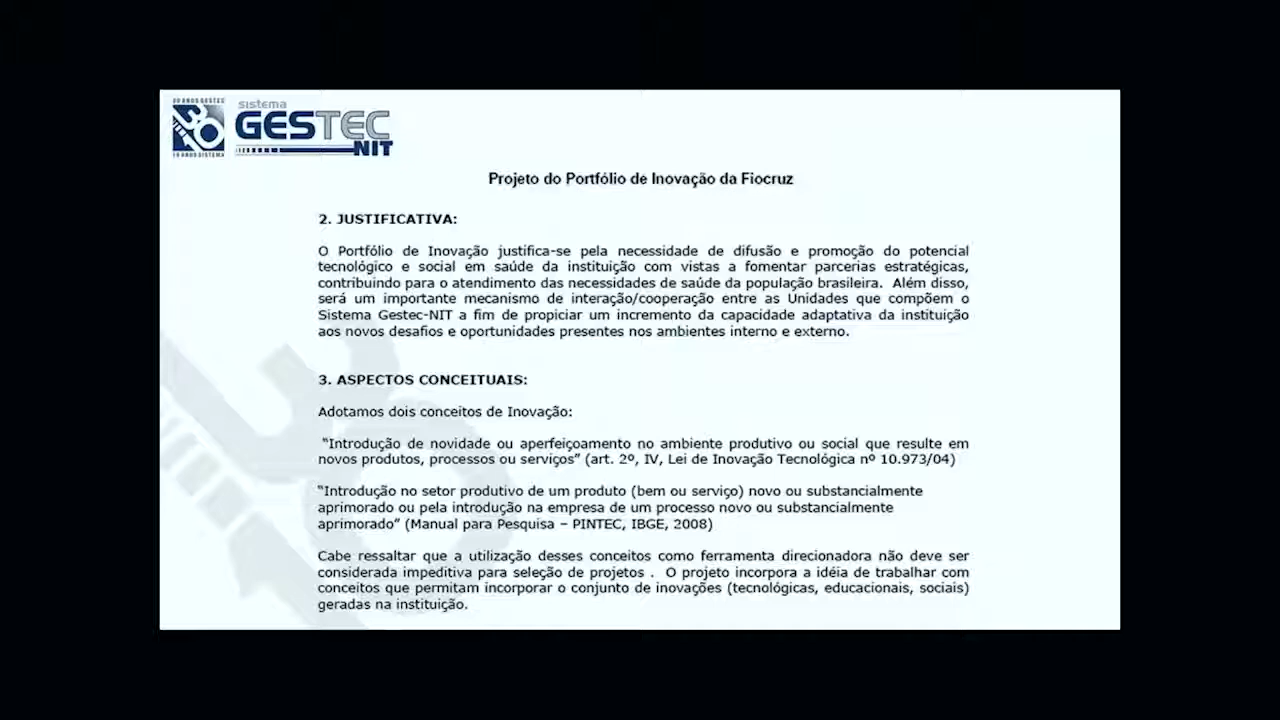 30 ANOS GESTEC
30
10 ANOS SISTEMA
sistema
GESTEC
NIT
Projeto do Portfólio de Inovação da Fiocruz
2. JUSTIFICATIVA:
O Portfólio de Inovação justifica-se pela necessidade de difusão e promoção do potencial
tecnológico e social em saúde da instituição com vistas a fomentar parcerias estratégicas,
contribuindo para o atendimento das necessidades de saúde da população brasileira. Além disso,
será um importante mecanismo de interação/cooperação entre as Unidades que compõem o
Sistema Gestec-NIT a fim de propiciar um incremento da capacidade adaptativa da instituição
aos novos desafios e oportunidades presentes nos ambientes interno e externo.
3. ASPECTOS CONCEITUAIS:
Adotamos dois conceitos de Inovação:
“Introdução de novidade ou aperfeiçoamento no ambiente produtivo ou social que resulte em
novos produtos, processos ou serviços” (art. 2º, IV, Lei de Inovação Tecnológica nº 10.973/04)
“Introdução no setor produtivo de um produto (bem ou serviço) novo ou substancialmente
aprimorado ou pela introdução na empresa de um processo novo ou substancialmente
aprimorado” (Manual para Pesquisa – PINTEC, IBGE, 2008)
Cabe ressaltar que a utilização desses conceitos como ferramenta direcionadora não deve ser
considerada impeditiva para seleção de projetos . O projeto incorpora a idéia de trabalhar com
conceitos que permitam incorporar o conjunto de inovações (tecnológicas, educacionais, sociais)
geradas na instituição.